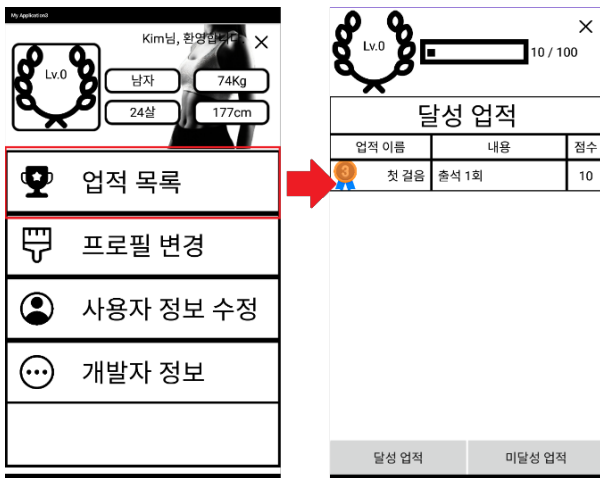 My Application3
Kim님, 환영합니다
Lv.0
남자
74Kg
24살
177cm
업적 목록
프로필 변경
사용자 정보 수정
개발자 정보
Lv.0
10 / 100
달성 업적
업적 이름 내용 점수
3 첫 걸음 출석 1회 10
달성 업적 미달성 업적